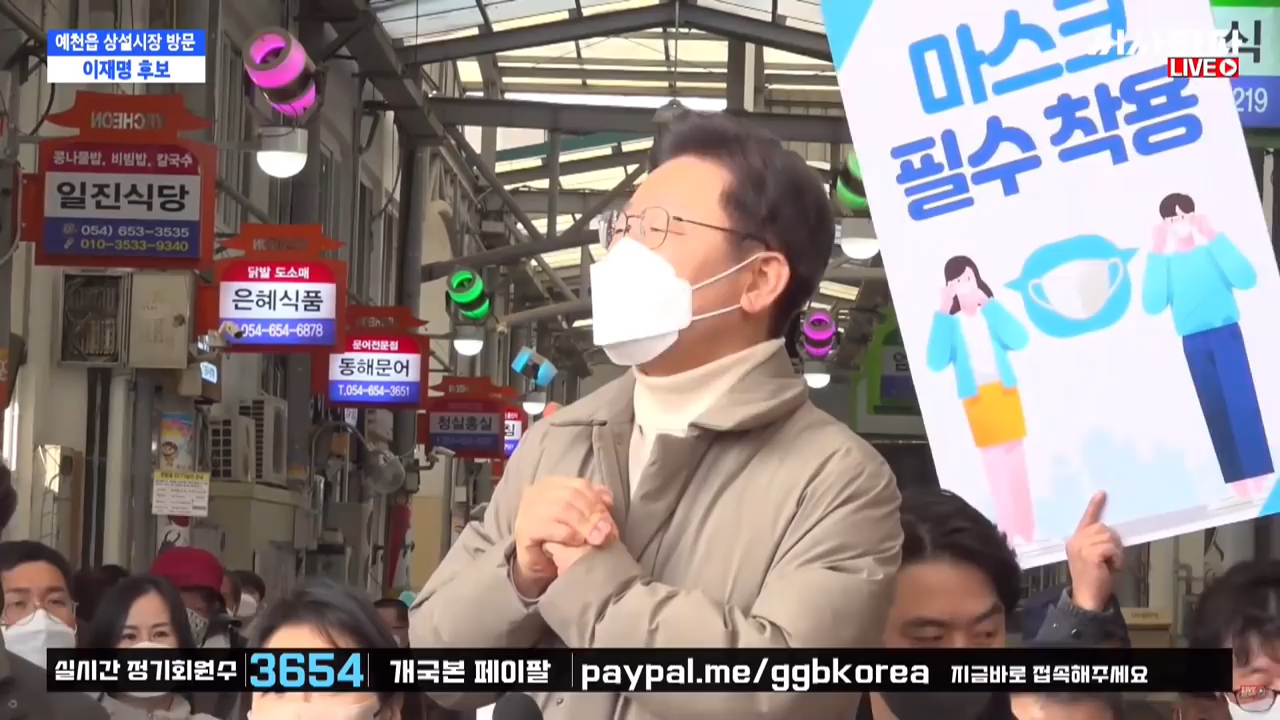 예천읍 상설시장 방문
이재명 후보
LIVE
마스크
필수 착용
식
219
YECHEON
콩나물밥, 비빔밥, 칼국수
일진식당
054) 653-3535
010-3533-9340
닭발 도소매
은혜식품
054-654-6878
문어전문점
동해문어
T.054-654-3651
청실홍실
실시간 정기회원수 3654 개국본 페이팔 paypal.me/ggbkorea 지금바로 접속해주세요